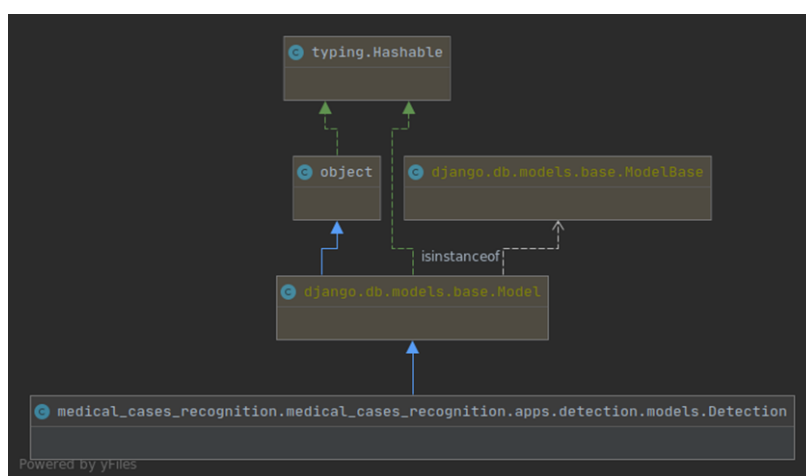 typing.Hashable
object
django.db.models.base.ModelBase
isinstanceof
django.db.models.base.Model
medical_cases_recognition.medical_cases_recognition.apps.detection.models.Detection
Powered by yFiles